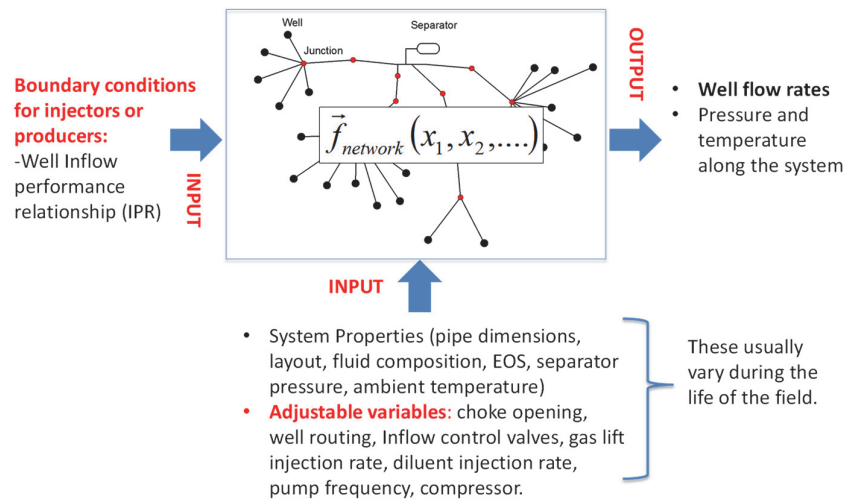 Well
Separator
Junction
Boundary conditions
for injectors or
producers:
-Well Inflow
performance
relationship (IPR)
INPUT
f⃗network (x1, x2,....)
OUTPUT
• Well flow rates
• Pressure and
temperature
along the system
INPUT
• System Properties (pipe dimensions,
layout, fluid composition, EOS, separator
pressure, ambient temperature)
• Adjustable variables: choke opening,
well routing, Inflow control valves, gas lift
injection rate, diluent injection rate,
pump frequency, compressor.
These usually
vary during the
life of the field.